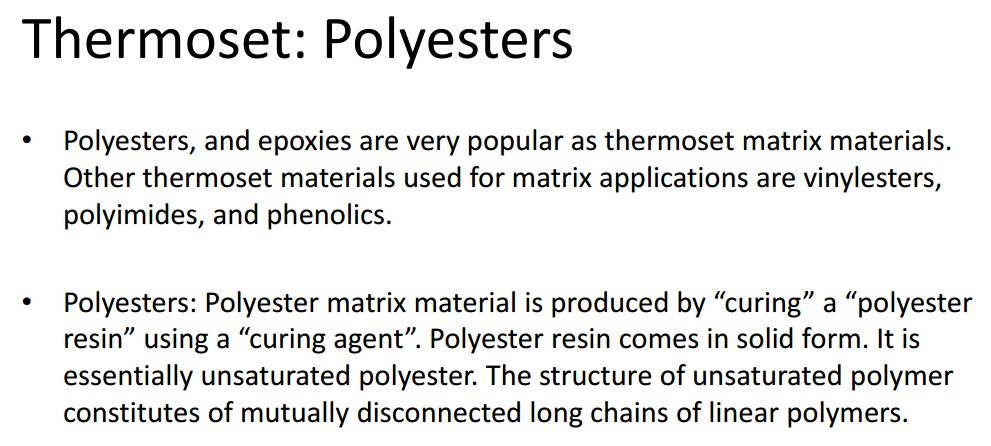 Thermoset: Polyesters
• Polyesters, and epoxies are very popular as thermoset matrix materials.
Other thermoset materials used for matrix applications are vinylesters,
polyimides, and phenolics.
• Polyesters: Polyester matrix material is produced by “curing” a “polyester
resin” using a “curing agent”. Polyester resin comes in solid form. It is
essentially unsaturated polyester. The structure of unsaturated polymer
constitutes of mutually disconnected long chains of linear polymers.